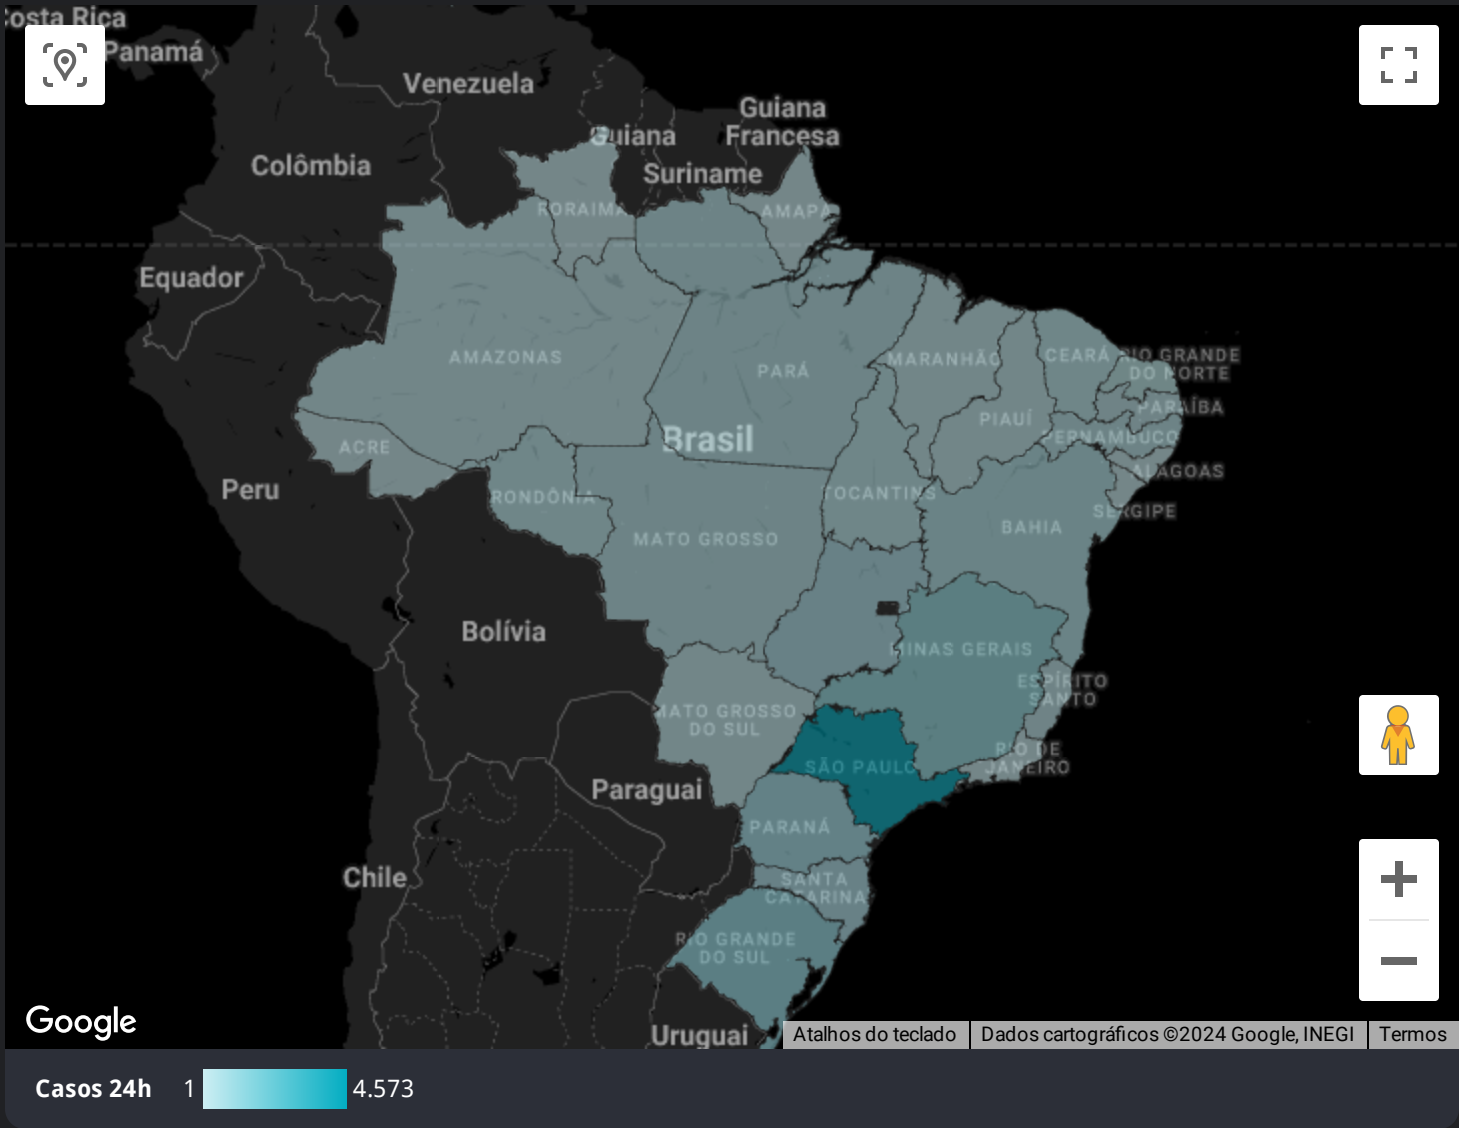 Costa Rica
Panamá
Venezuela
Guiana
Francesa
Guiana
Colômbia
Suriname
RORAIMA
AMAPÁ
Equador
AMAZONAS
PARÁ
MARANHÃO
CEARÁ
RIO GRANDE
DO NORTE
PARAÍBA
PIAUÍ
PERNAMBUCO
Brasil
ACRE
ALAGOAS
Peru
RONDÔNIA
TOCANTINS
SERGIPE
BAHIA
MATO GROSSO
Bolívia
MINAS GERAIS
ESPÍRITO
SANTO
MATO GROSSO
DO SUL
RIO DE
JANEIRO
SÃO PAULO
Paraguai
PARANÁ
Chile
SANTA
CATARINA
RIO GRANDE
DO SUL
Uruguai
Google
Atalhos do teclado
Dados cartográficos ©2024 Google, INEGI
Termos
Casos 24h 1 4.573